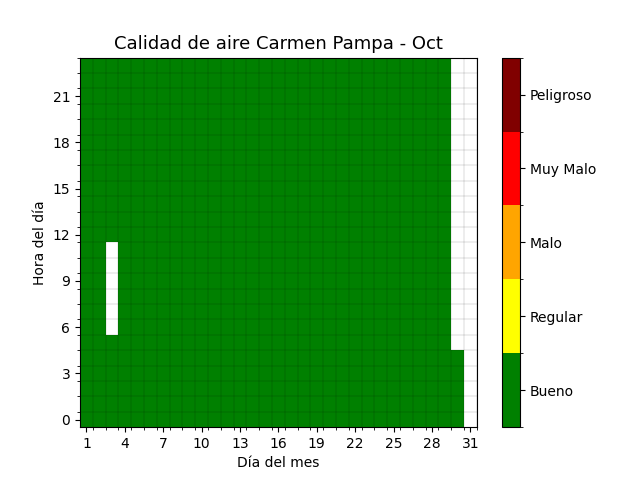 Calidad de aire Carmen Pampa - Oct
Hora del día
21
18
15
12
9
6
3
0
1 4 7 10 13 16 19 22 25 28 31
Día del mes
Peligroso
Muy Malo
Malo
Regular
Bueno